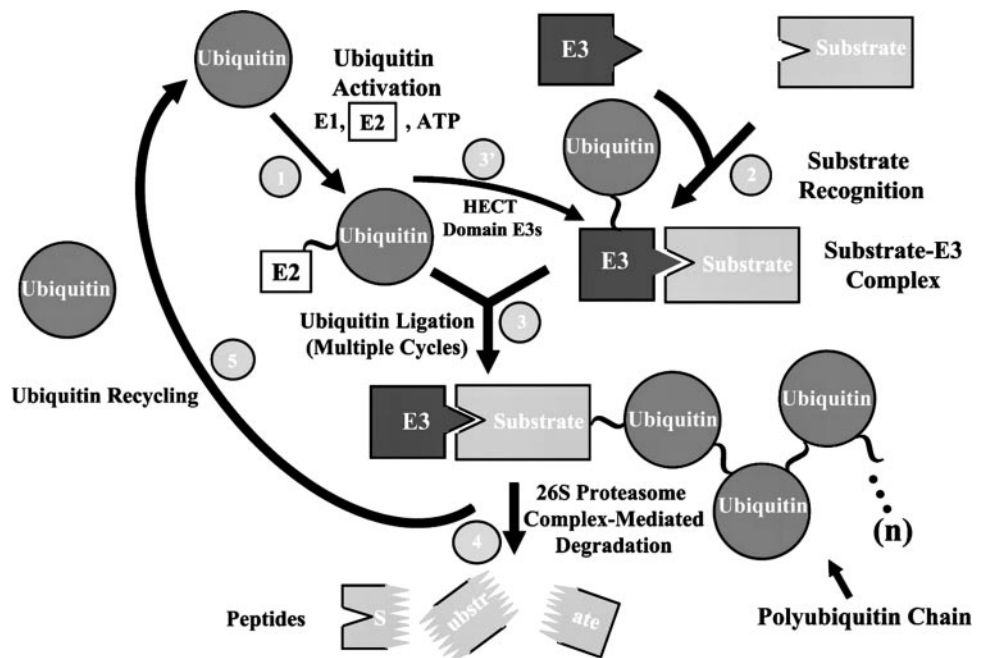 Ubiquitin
Ubiquitin
Activation
E1, E2 , ATP
E3
Substrate
1
3'
HECT
Domain E3s
Ubiquitin
2
Substrate
Recognition
E2
Ubiquitin
E3
Substrate
Substrate-E3
Complex
Ubiquitin
Ubiquitin Ligation
(Multiple Cycles)
3
5
Ubiquitin Recycling
E3
Substrate
Ubiquitin
Ubiquitin
Ubiquitin
(n)
26S Proteasome
Complex-Mediated
Degradation
4
Polyubiquitin Chain
Peptides
S
ubstr
ate